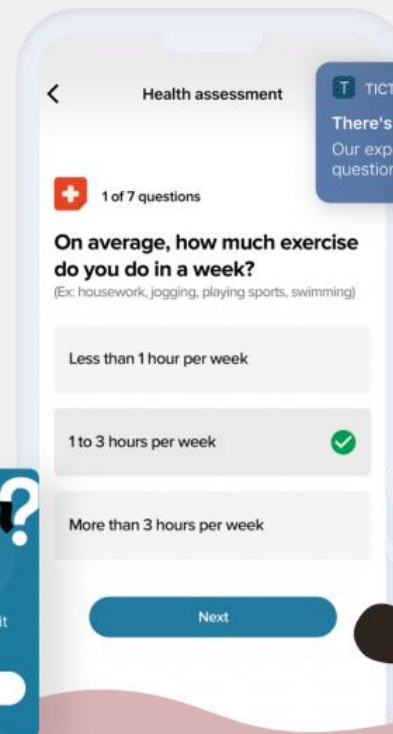 Health assessment
T TICT
There's
Our exp
question
1 of 7 questions
On average, how much exercise
do you do in a week?
(Ex: housework, jogging, playing sports, swimming)
Less than 1 hour per week
1 to 3 hours per week
More than 3 hours per week
?
it
Next